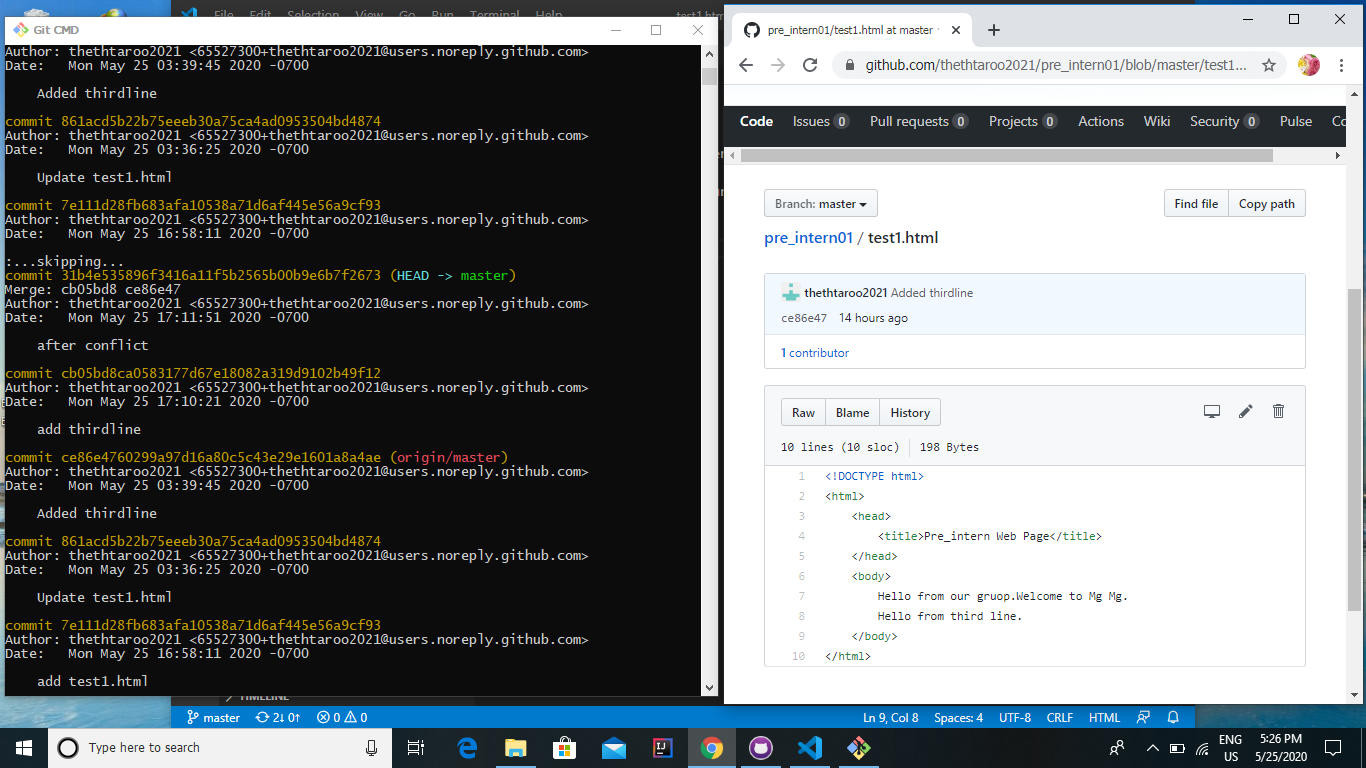 File Edit Selection View Go Run Terminal Help
Git CMD
Author: thethtaroo2021 <65527300+thethtaroo2021@users.noreply.github.com>
Date:   Mon May 25 03:39:45 2020 -0700
Added thirdline
commit 861acd5b22b75eeeb30a75ca4ad0953504bd4874
Author: thethtaroo2021 <65527300+thethtaroo2021@users.noreply.github.com>
Date:   Mon May 25 03:36:25 2020 -0700
Update test1.html
commit 7e111d28fb683afa10538a71d6af445e56a9cf93
Author: thethtaroo2021 <65527300+thethtaroo2021@users.noreply.github.com>
Date:   Mon May 25 16:58:11 2020 -0700
:...skipping...
commit 31b4e535896f3416a11f5b2565b00b9e6b7f2673 (HEAD -> master)
Merge: cb05bd8 ce86e47
Author: thethtaroo2021 <65527300+thethtaroo2021@users.noreply.github.com>
Date:   Mon May 25 17:11:51 2020 -0700
after conflict
commit cb05bd8ca0583177d67e18082a319d9102b49f12
Author: thethtaroo2021 <65527300+thethtaroo2021@users.noreply.github.com>
Date:   Mon May 25 17:10:21 2020 -0700
add thirdline
commit ce86e4760299a97d16a80c5c43e29e1601a8a4ae (origin/master)
Author: thethtaroo2021 <65527300+thethtaroo2021@users.noreply.github.com>
Date:   Mon May 25 03:39:45 2020 -0700
Added thirdline
commit 861acd5b22b75eeeb30a75ca4ad0953504bd4874
Author: thethtaroo2021 <65527300+thethtaroo2021@users.noreply.github.com>
Date:   Mon May 25 03:36:25 2020 -0700
Update test1.html
commit 7e111d28fb683afa10538a71d6af445e56a9cf93
Author: thethtaroo2021 <65527300+thethtaroo2021@users.noreply.github.com>
Date:   Mon May 25 16:58:11 2020 -0700
add test1.html
TIMELINE
pre_intern01/test1.html at master
github.com/thethtaroo2021/pre_intern01/blob/master/test1...
Code Issues 0 Pull requests 0 Projects 0 Actions Wiki Security 0 Pulse
Branch: master Find file Copy path
pre_intern01 / test1.html
thethtaroo2021 Added thirdline
ce86e47 14 hours ago
1 contributor
Raw Blame History
10 lines (10 sloc) 198 Bytes
1 <!DOCTYPE html>
2 <html>
3 <head>
4 <title>Pre_intern Web Page</title>
5 </head>
6 <body>
7 Hello from our gruop.Welcome to Mg Mg.
8 Hello from third line.
9 </body>
10 </html>
master 2↓ 0↑ 0 0 Ln 9, Col 8 Spaces: 4 UTF-8 CRLF HTML
Type here to search
ENG 5:26 PM
US 5/25/2020